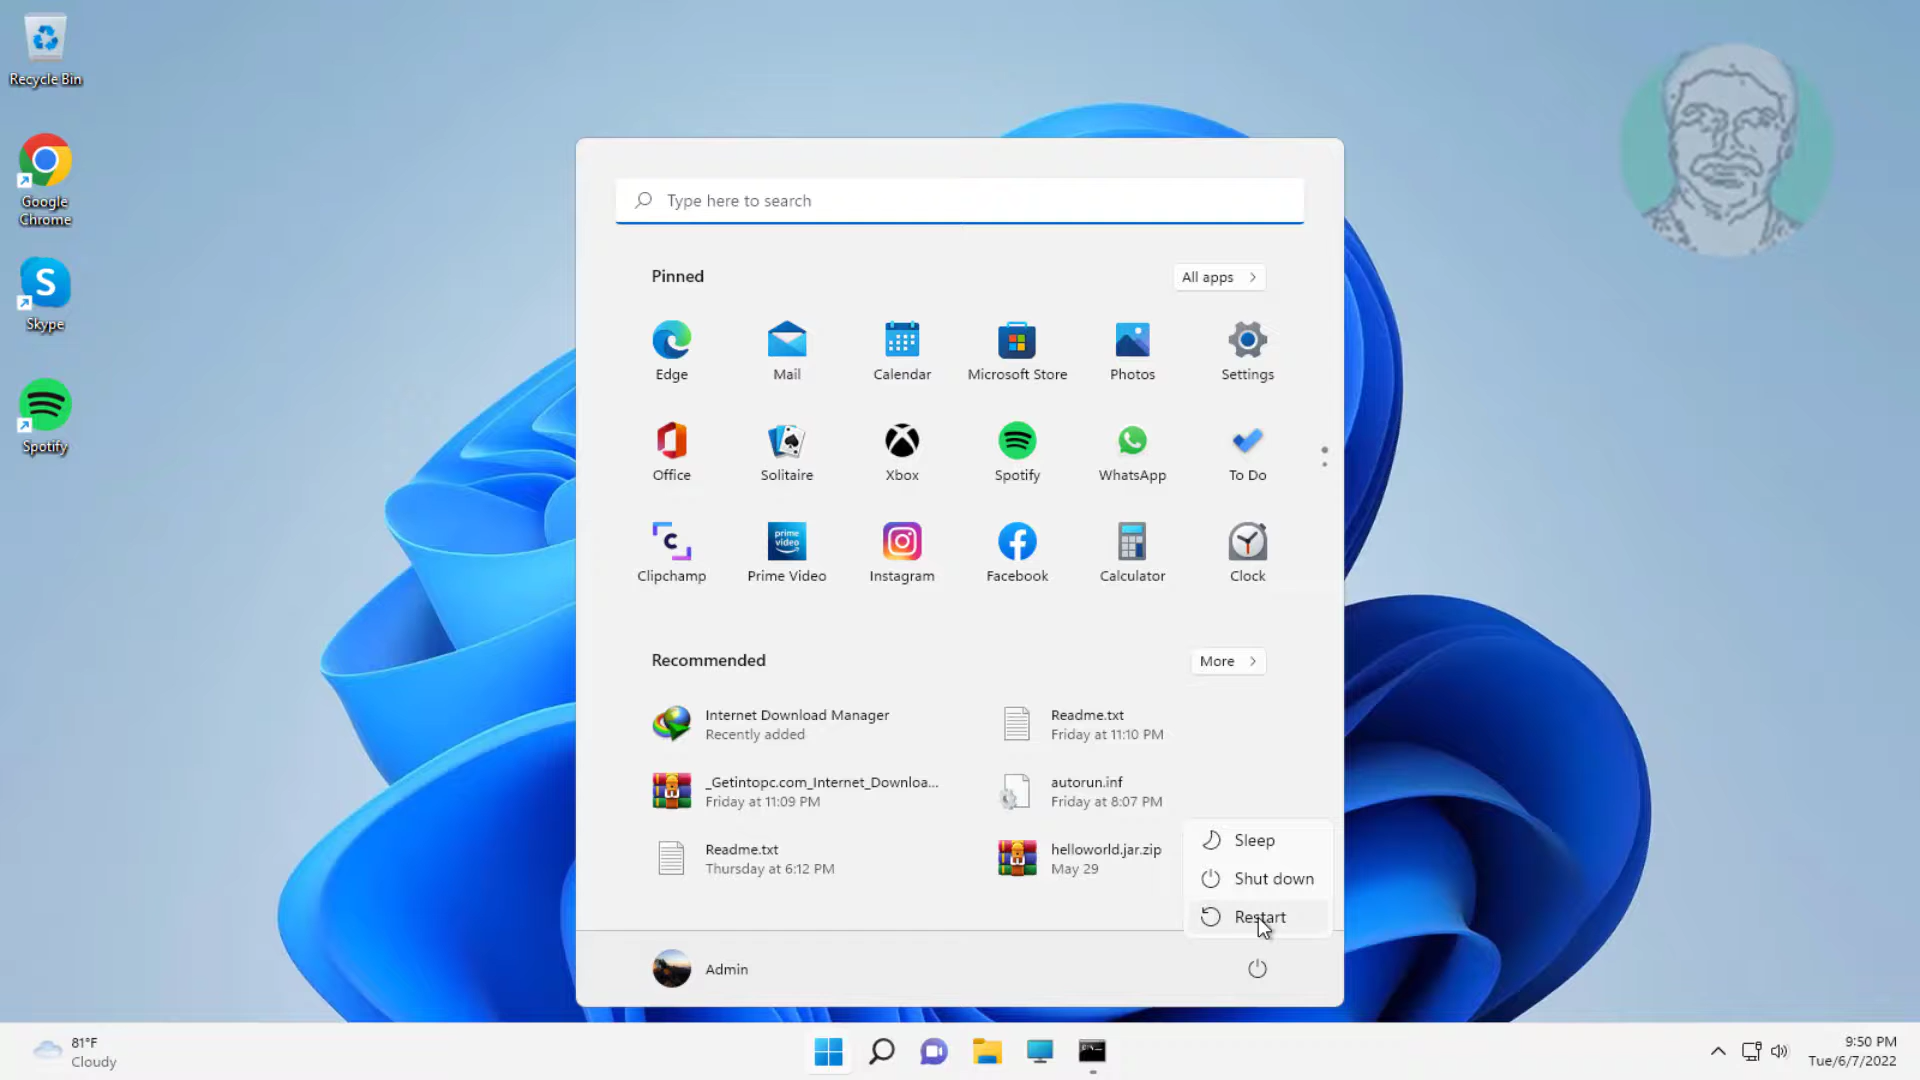 Recycle Bin
Google
Chrome
S
Skype
Spotify
Type here to search
Pinned
All apps
Edge
Mail
Calendar
Microsoft Store
Photos
Settings
Office
Solitaire
Xbox
Spotify
WhatsApp
To Do
C
prime
video
Clipchamp
Prime Video
Instagram
Facebook
Calculator
Clock
Recommended
More
Internet Download Manager
Recently added
Readme.txt
Friday at 11:10 PM
_Getintopc.com_Internet_Downloa...
Friday at 11:09 PM
autorun.inf
Friday at 8:07 PM
Readme.txt
Thursday at 6:12 PM
helloworld.jar.zip
May 29
Sleep
Shut down
Restart
Admin
81°F
Cloudy
9:50 PM
Tue/6/7/2022